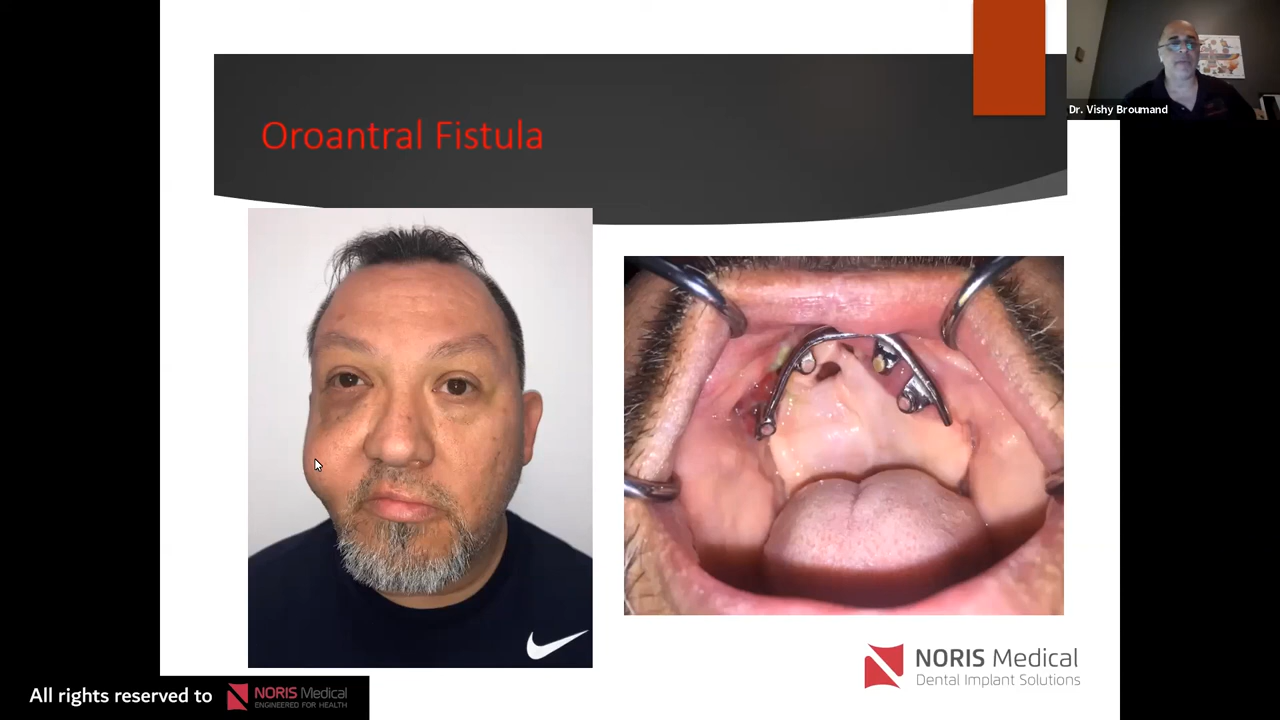 Oroantral Fistula
Dr. Vishy Broumand
NORIS Medical
Dental Implant Solutions
All rights reserved to
NORIS Medical
ENGINEERED FOR HEALTH